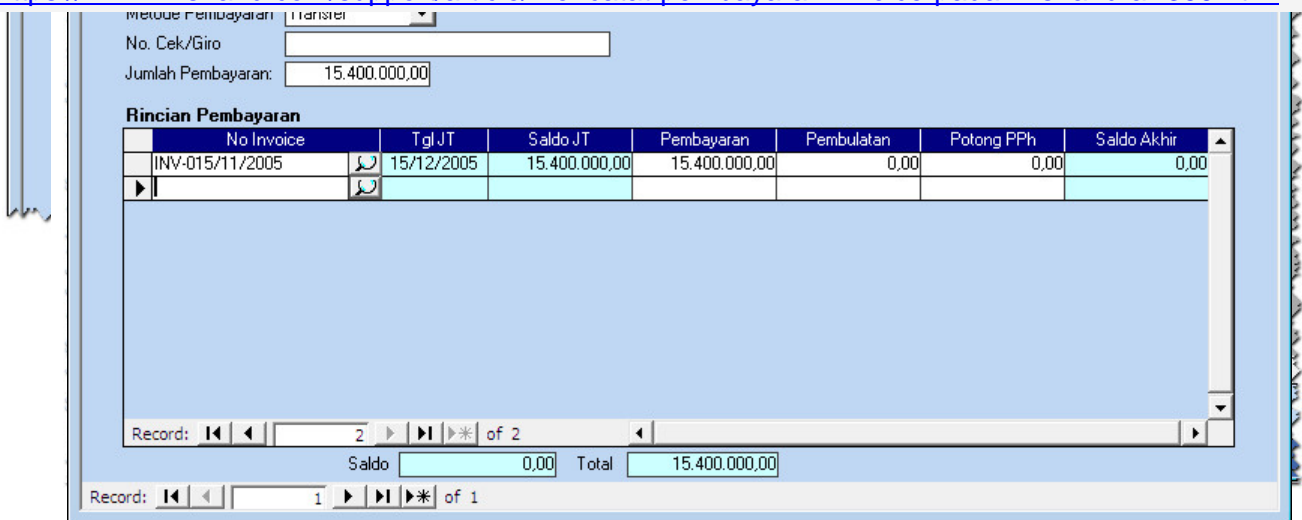 Metode Pembayaran Transfer
No. Cek/Giro
Jumlah Pembayaran: 15.400.000,00
Rincian Pembayaran
No Invoice Tgl JT Saldo JT Pembayaran Pembulatan Potong PPh Saldo Akhir
INV-015/11/2005 15/12/2005 15.400.000,00 15.400.000,00 0,00 0,00 0,00
Record: 2 of 2
Saldo 0,00 Total 15.400.000,00
Record: 1 of 1